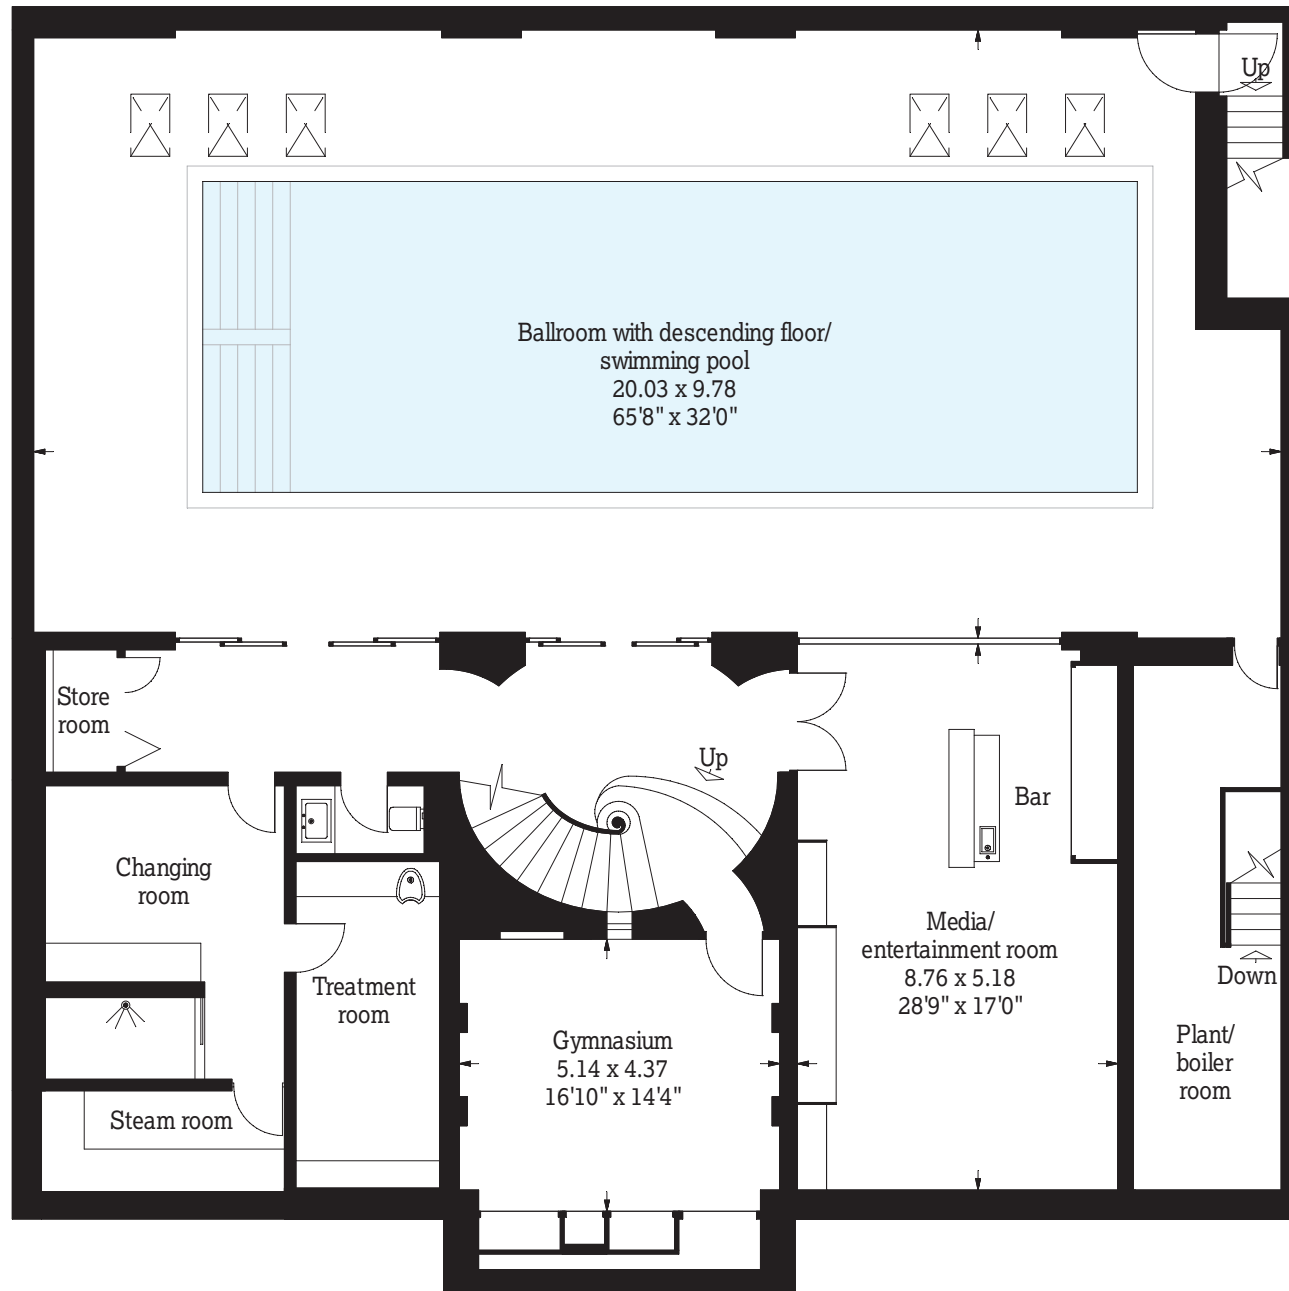 Up
Ballroom with descending floor/
swimming pool
20.03 x 9.78
65'8" x 32'0"
Store
room
Up
Bar
Changing
room
Media/
entertainment room
8.76 x 5.18
28'9" x 17'0"
Treatment
room
Down
Gymnasium
5.14 x 4.37
16'10" x 14'4"
Plant/
boiler
room
Steam room